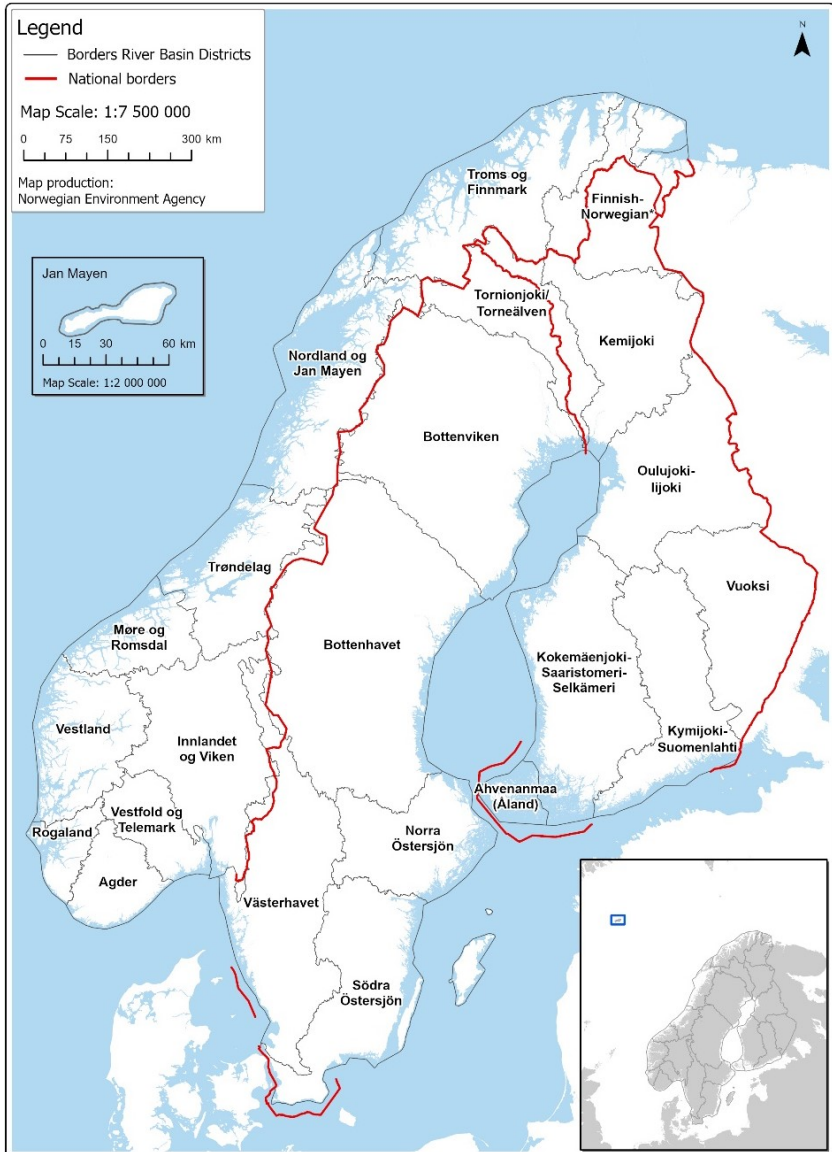 Legend
Borders River Basin Districts
National borders
Map Scale: 1:7 500 000
0 75 150 300 km
Map production:
Norwegian Environment Agency
N
Jan Mayen
0 15 30 60 km
Map Scale: 1:2 000 000
Troms og
Finnmark
Finnish-
Norwegian*
Tornionjoki/
Torneälven
Kemijoki
Nordland og
Jan Mayen
Bottenviken
Oulujoki-
Iijoki
Trøndelag
Vuoksi
Møre og
Romsdal
Bottenhavet
Kokemäenjoki-
Saaristomeri-
Selkämeri
Vestland
Innlandet
og Viken
Kymijoki-
Suomenlahti
Ahvenanmaa
(Åland)
Vestfold og
Telemark
Rogaland
Norra
Östersjön
Agder
Västerhavet
Södra
Östersjön